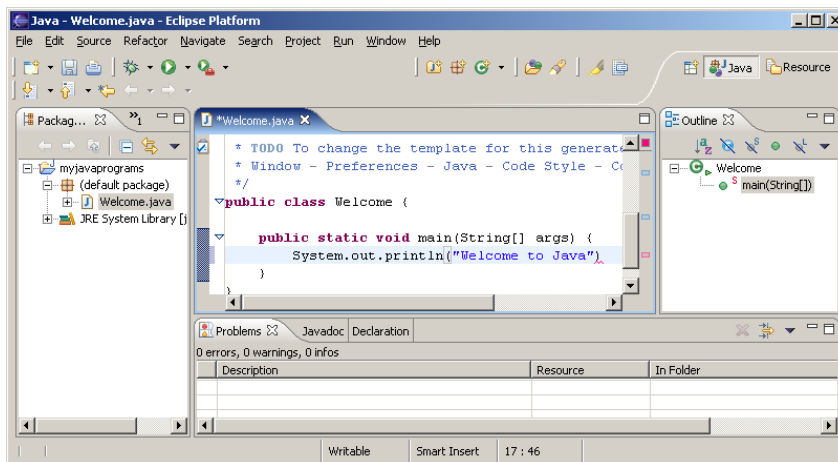 Java - Welcome.java - Eclipse Platform
File Edit Source Refactor Navigate Search Project Run Window Help
Java Resource
Packag... »1
*Welcome.java
Outline
* TODO To change the template for this generate
* Window - Preferences - Java - Code Style - Co
*/
public class Welcome {
public static void main(String[] args) {
System.out.println("Welcome to Java")
}
}
myjavaprograms
(default package)
Welcome.java
JRE System Library [j
Welcome
main(String[])
Problems Javadoc Declaration
0 errors, 0 warnings, 0 infos
Description Resource In Folder
Writable Smart Insert 17 : 46